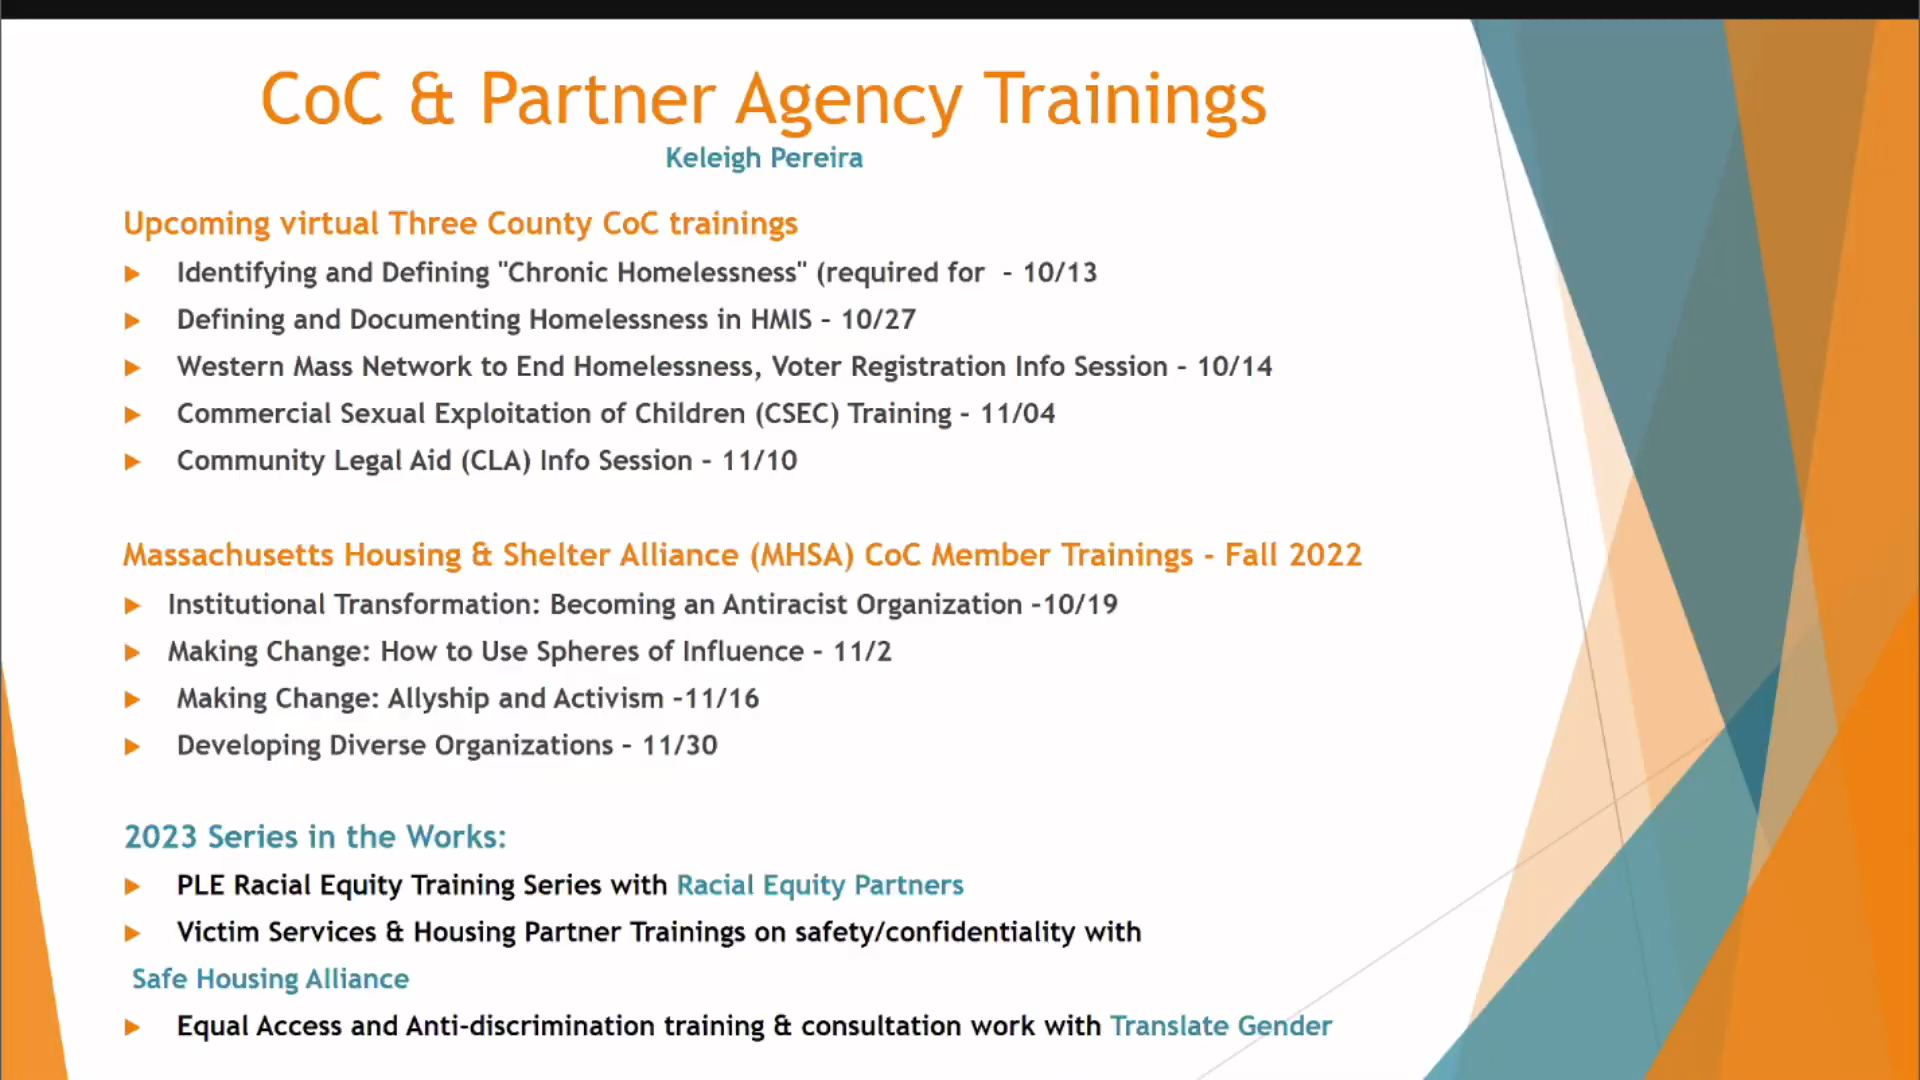 CoC & Partner Agency Trainings
Keleigh Pereira
Upcoming virtual Three County CoC trainings
Identifying and Defining "Chronic Homelessness" (required for  - 10/13
Defining and Documenting Homelessness in HMIS – 10/27
Western Mass Network to End Homelessness, Voter Registration Info Session – 10/14
Commercial Sexual Exploitation of Children (CSEC) Training – 11/04
Community Legal Aid (CLA) Info Session – 11/10
Massachusetts Housing & Shelter Alliance (MHSA) CoC Member Trainings - Fall 2022
Institutional Transformation: Becoming an Antiracist Organization –10/19
Making Change: How to Use Spheres of Influence – 11/2
Making Change: Allyship and Activism –11/16
Developing Diverse Organizations – 11/30
2023 Series in the Works:
PLE Racial Equity Training Series with Racial Equity Partners
Victim Services & Housing Partner Trainings on safety/confidentiality with
Safe Housing Alliance
Equal Access and Anti-discrimination training & consultation work with Translate Gender